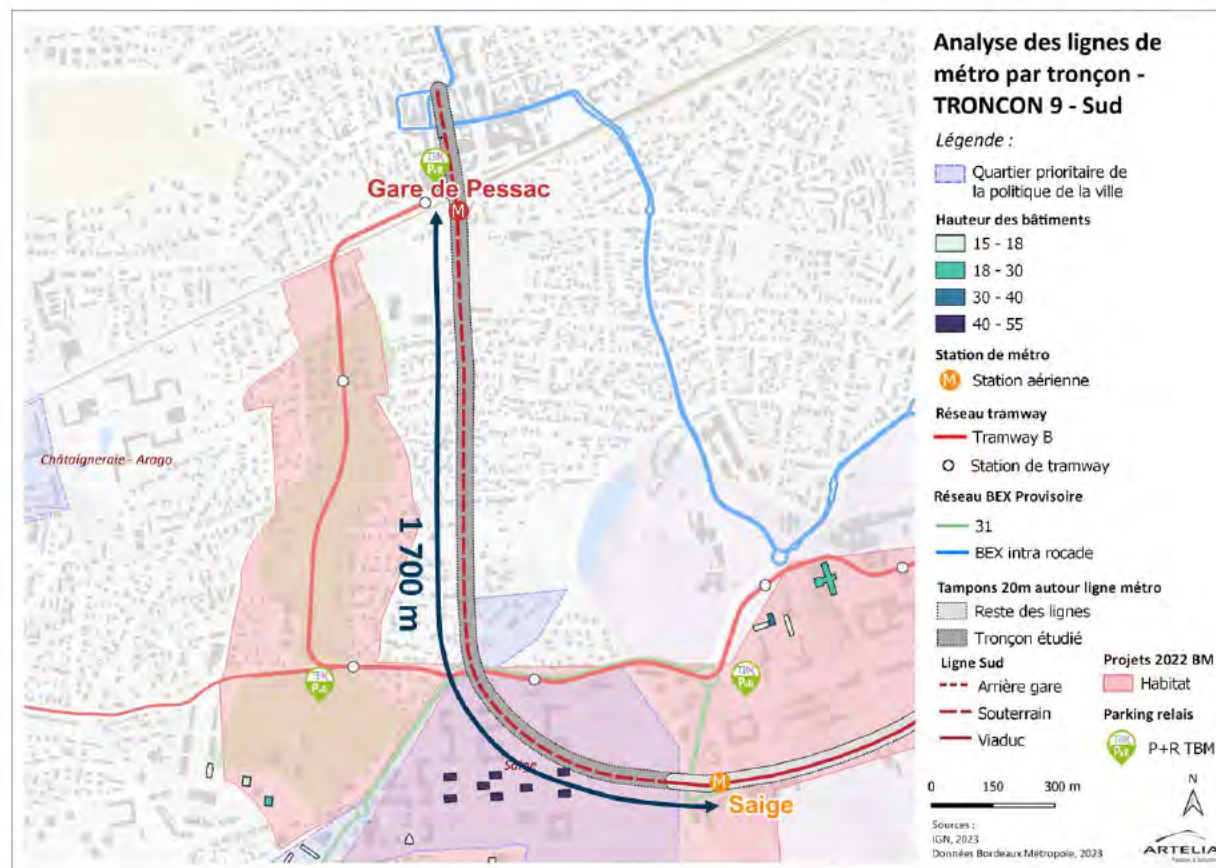 TBM
P+R
Gare de Pessac
M
Châtaigneraie - Arago
1 700 m
TBM
P+R
TBM
P+R
Saige
M
Saige
Analyse des lignes de
métro par tronçon -
TRONCON 9 - Sud
Légende :
Quartier prioritaire de
la politique de la ville
Hauteur des bâtiments
15 - 18
18 - 30
30 - 40
40 - 55
Station de métro
M Station aérienne
Réseau tramway
Tramway B
Station de tramway
Réseau BEX Provisoire
31
BEX intra rocade
Tampons 20m autour ligne métro
Reste des lignes
Tronçon étudié
Ligne Sud
Arrière gare
Souterrain
Viaduc
Projets 2022 BM
Habitat
Parking relais
TBM
P+R
P+R TBM
0 150 300 m
N
Sources :
IGN, 2023
Données Bordeaux Métropole, 2023
ARTELIA